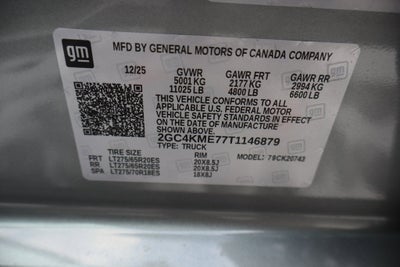 gm
MFD BY GENERAL MOTORS OF CANADA COMPANY
12/25 GVWR GAWR FRT GAWR RR
5001 KG 2177 KG 2994 KG
11025 LB 4800 LB 6600 LB
THIS VEHICLE CONFORMS TO ALL
APPLICABLE U.S. FEDERAL MOTOR
VEHICLE SAFETY STANDARDS IN
EFFECT ON THE DATE OF
MANUFACTURE SHOWN ABOVE.
2GC4KME77T1146879
TYPE: TRUCK
TIRE SIZE RIM MODEL:
FRT LT275/65R20ES 20X8.5J
RR LT275/65R20ES 20X8.5J
SPA LT275/70R18ES 18X8J